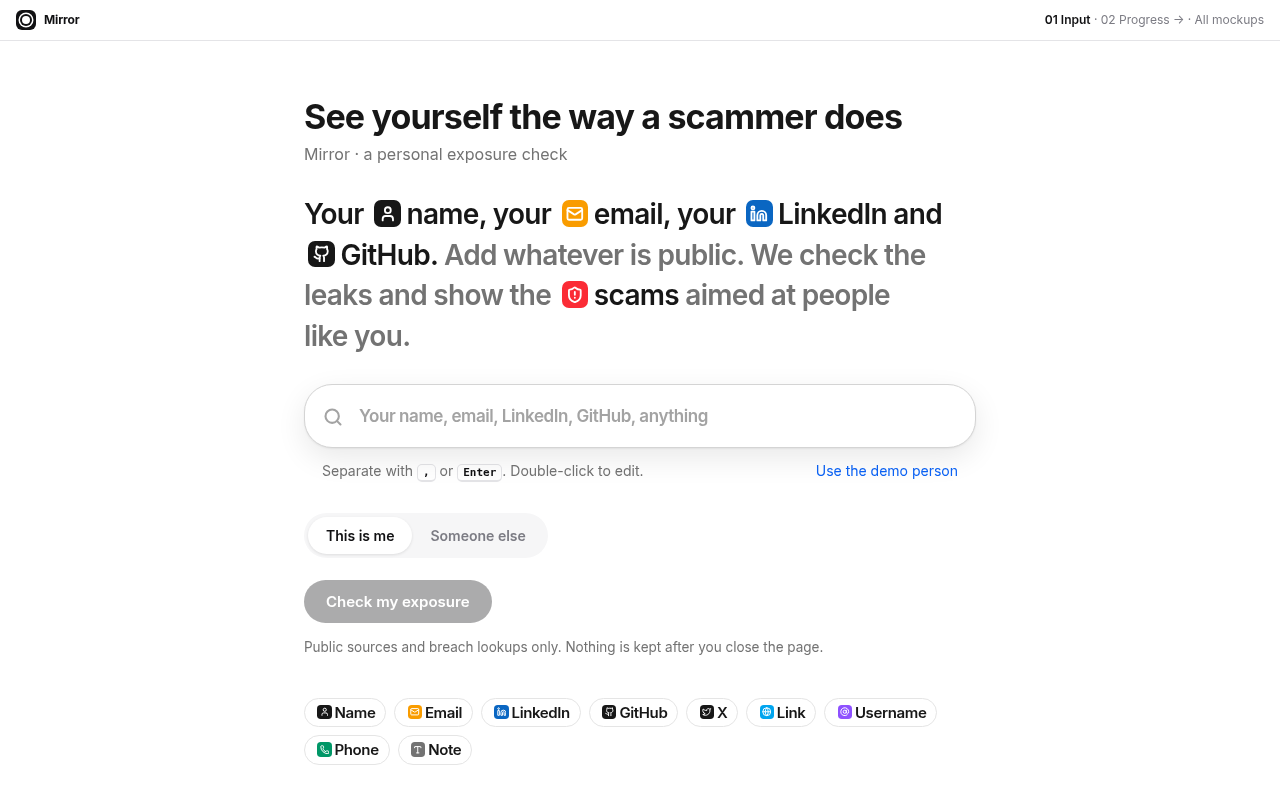 Mirror
01 Input · 02 Progress → · All mockups
See yourself the way a scammer does
Mirror · a personal exposure check
Your name, your email, your LinkedIn and
GitHub. Add whatever is public. We check the
leaks and show the scams aimed at people
like you.
Your name, email, LinkedIn, GitHub, anything
Separate with , or Enter. Double-click to edit.
Use the demo person
This is me
Someone else
Check my exposure
Public sources and breach lookups only. Nothing is kept after you close the page.
Name Email LinkedIn GitHub X Link Username
Phone Note